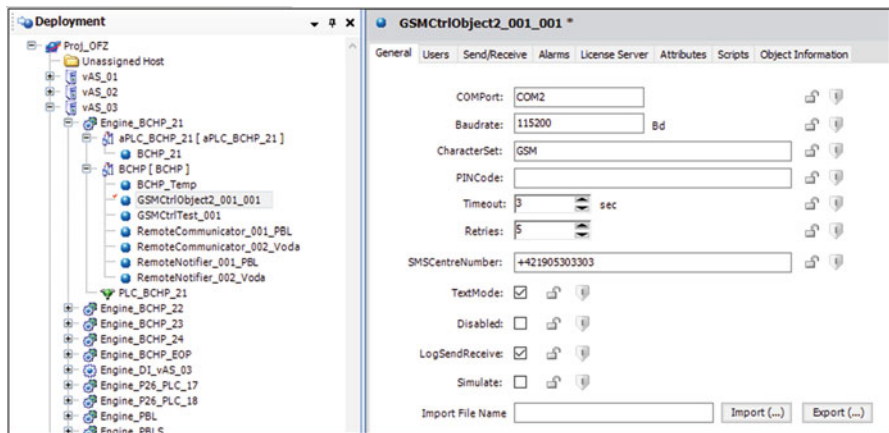 Deployment
Proj_OFZ
Unassigned Host
vAS_01
vAS_02
vAS_03
Engine_BCHP_21
aPLC_BCHP_21 [ aPLC_BCHP_21 ]
BCHP_21
BCHP [ BCHP ]
BCHP_Temp
GSMCtrlObject2_001_001
GSMCtrlTest_001
RemoteCommunicator_001_PBL
RemoteCommunicator_002_Voda
RemoteNotifier_001_PBL
RemoteNotifier_002_Voda
PLC_BCHP_21
Engine_BCHP_22
Engine_BCHP_23
Engine_BCHP_24
Engine_BCHP_EOP
Engine_DI_vAS_03
Engine_P26_PLC_17
Engine_P26_PLC_18
Engine_PBL
Engine_PBLS
GSMCtrlObject2_001_001 *
General Users Send/Receive Alarms License Server Attributes Scripts Object Information
COMPort: COM2
Baudrate: 115200 Bd
CharacterSet: GSM
PINCode:
Timeout: 3 sec
Retries: 5
SMSCentreNumber: +421905303303
TextMode:
Disabled:
LogSendReceive:
Simulate:
Import File Name Import (...) Export (...)